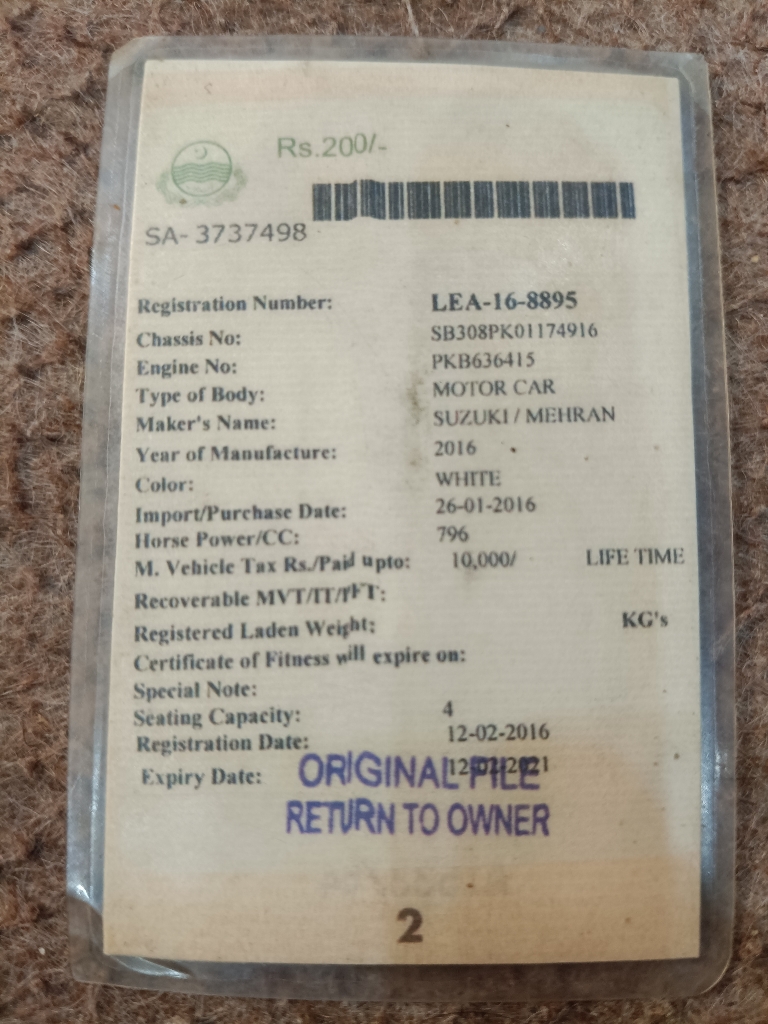 Rs.200/-
SA- 3737498
Registration Number: LEA-16-8895
Chassis No: SB308PK01174916
Engine No: PKB636415
Type of Body: MOTOR CAR
Maker's Name: SUZUKI / MEHRAN
Year of Manufacture: 2016
Color: WHITE
Import/Purchase Date: 26-01-2016
Horse Power/CC: 796
M. Vehicle Tax Rs./Paid upto: 10,000/ LIFE TIME
Recoverable MVT/IT/PFT:
Registered Laden Weight: KG's
Certificate of Fitness will expire on:
Special Note:
Seating Capacity: 4
Registration Date: 12-02-2016
Expiry Date: 12-02-2021
ORIGINAL FILE
RETURN TO OWNER
2